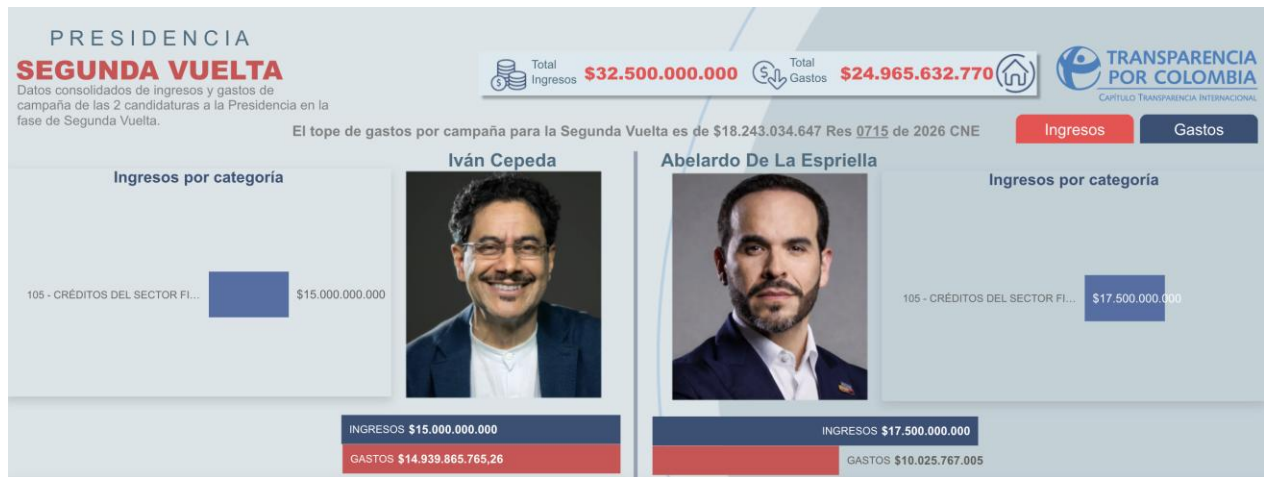 PRESIDENCIA
SEGUNDA VUELTA
Datos consolidados de ingresos y gastos de
campaña de las 2 candidaturas a la Presidencia en la
fase de Segunda Vuelta.
Total
Ingresos
$32.500.000.000
Total
Gastos
$24.965.632.770
TRANSPARENCIA
POR COLOMBIA
CAPÍTULO TRANSPARENCIA INTERNACIONAL
El tope de gastos por campaña para la Segunda Vuelta es de $18.243.034.647 Res 0715 de 2026 CNE
Ingresos
Gastos
Iván Cepeda
Abelardo De La Espriella
Ingresos por categoría
105 - CRÉDITOS DEL SECTOR FI...
$15.000.000.000
Ingresos por categoría
105 - CRÉDITOS DEL SECTOR FI...
$17.500.000.000
INGRESOS $15.000.000.000
GASTOS $14.939.865.765,26
INGRESOS $17.500.000.000
GASTOS $10.025.767.005